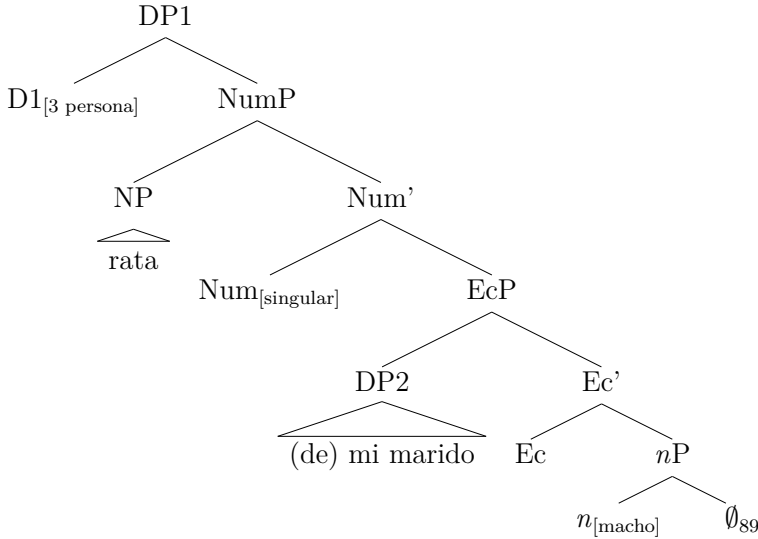 DP1
D1[3 persona] NumP
NP Num'
rata
Num[singular] EcP
DP2 Ec'
(de) mi marido Ec nP
n[macho] ∅89